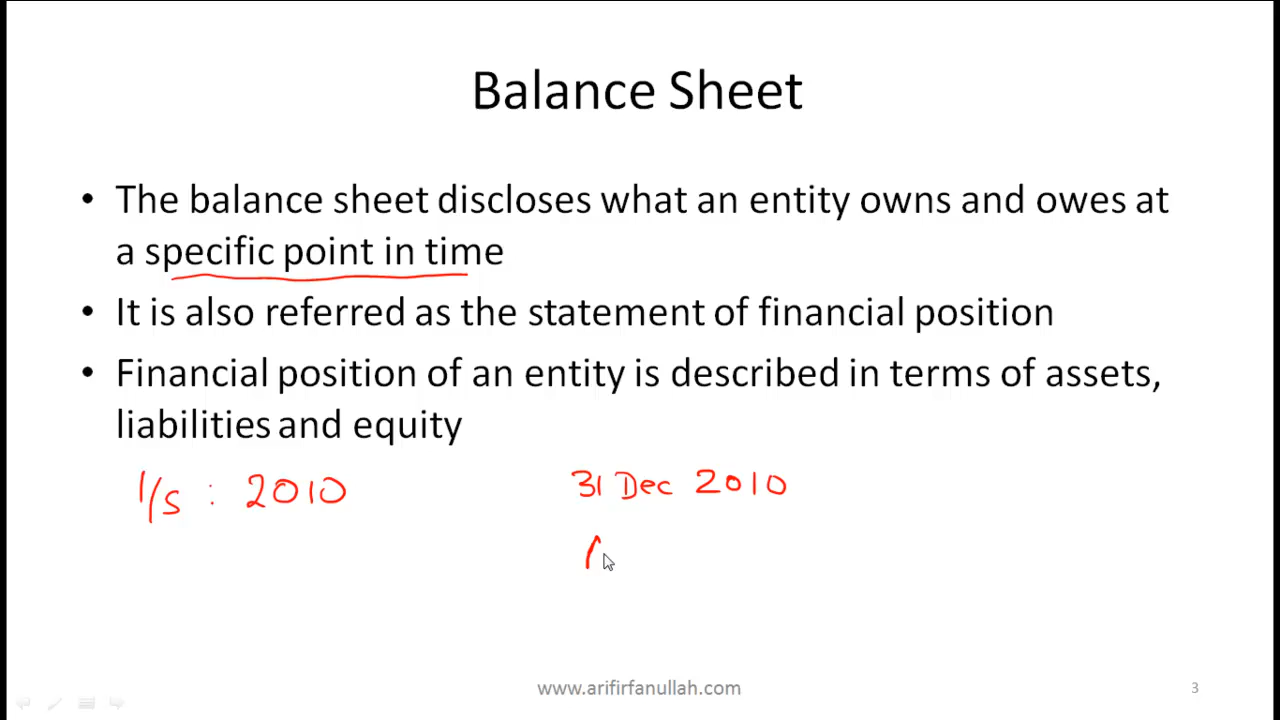 Balance Sheet
• The balance sheet discloses what an entity owns and owes at
a specific point in time
• It is also referred as the statement of financial position
• Financial position of an entity is described in terms of assets,
liabilities and equity
I/S : 2010 31 Dec 2010
www.arifirfanullah.com 3